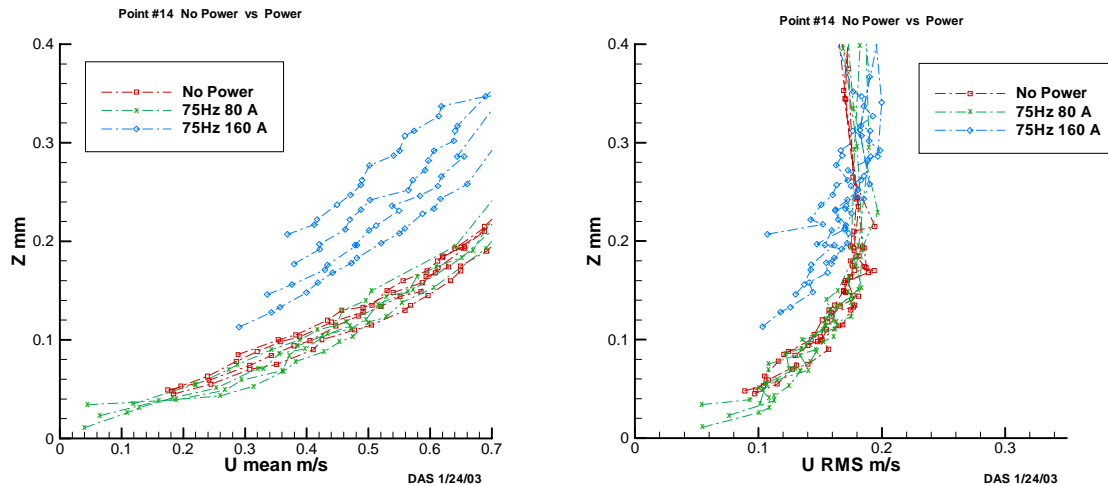 Point #14 No Power vs Power
0.4
0.3
0.2
0.1
0
Z mm
No Power
75Hz 80 A
75Hz 160 A
0 0.1 0.2 0.3 0.4 0.5 0.6 0.7
U mean m/s
DAS 1/24/03
Point #14 No Power vs Power
0.4
0.3
0.2
0.1
0
Z mm
No Power
75Hz 80 A
75Hz 160 A
0.1 0.2 0.3
U RMS m/s
DAS 1/24/03